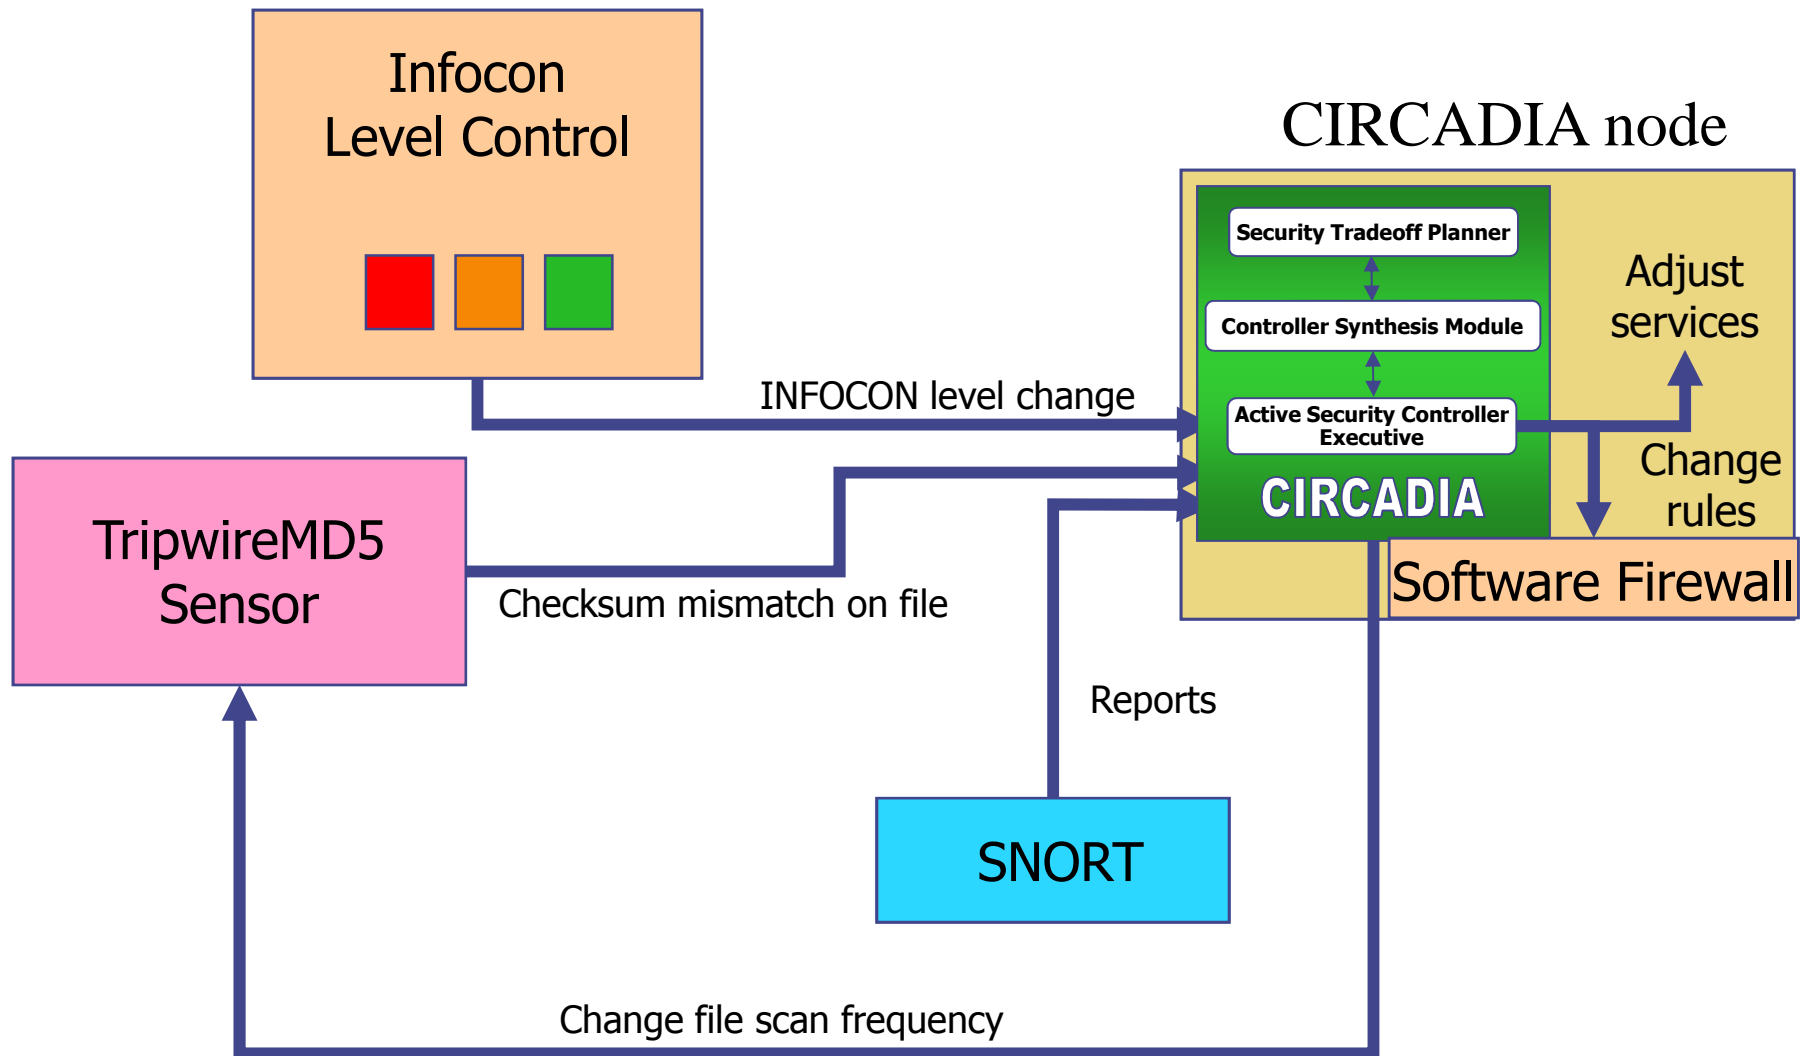 Infocon
Level Control
CIRCADIA node
Security Tradeoff Planner
Controller Synthesis Module
Active Security Controller
Executive
CIRCADIA
Adjust
services
Change
rules
Software Firewall
INFOCON level change
TripwireMD5
Sensor
Checksum mismatch on file
Reports
SNORT
Change file scan frequency